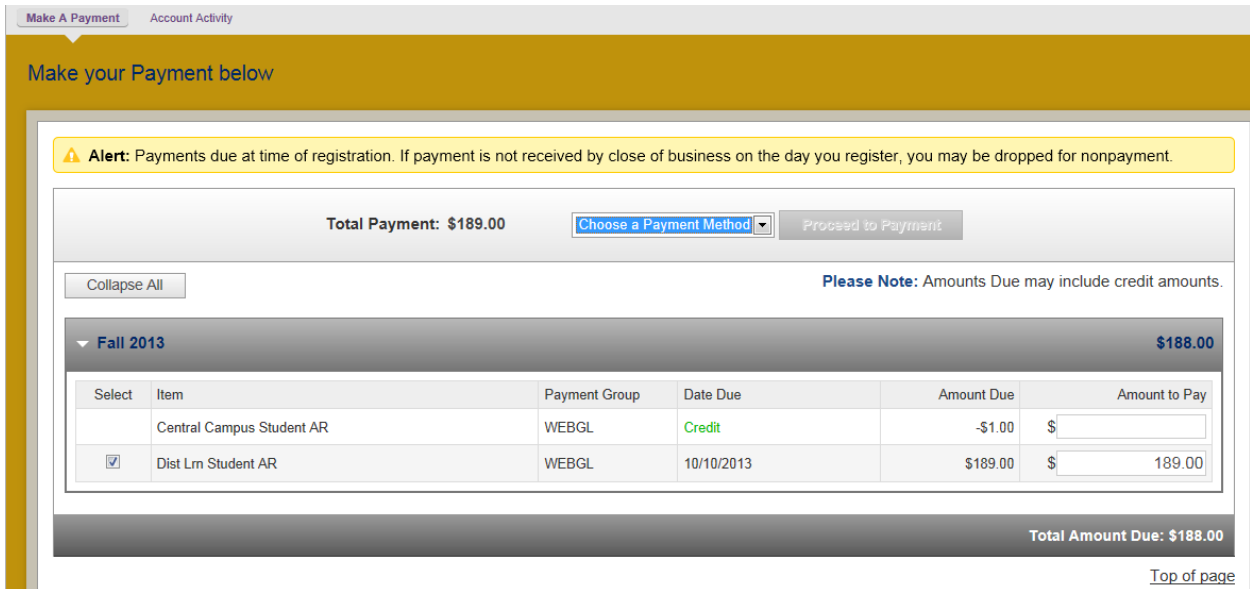 Make A Payment Account Activity
Make your Payment below
Alert: Payments due at time of registration. If payment is not received by close of business on the day you register, you may be dropped for nonpayment.
Total Payment: $189.00 Choose a Payment Method Proceed to Payment
Collapse All Please Note: Amounts Due may include credit amounts.
Fall 2013 $188.00
Select Item Payment Group Date Due Amount Due Amount to Pay
Central Campus Student AR WEBGL Credit -$1.00 $
Dist Lrn Student AR WEBGL 10/10/2013 $189.00 $ 189.00
Total Amount Due: $188.00
Top of page